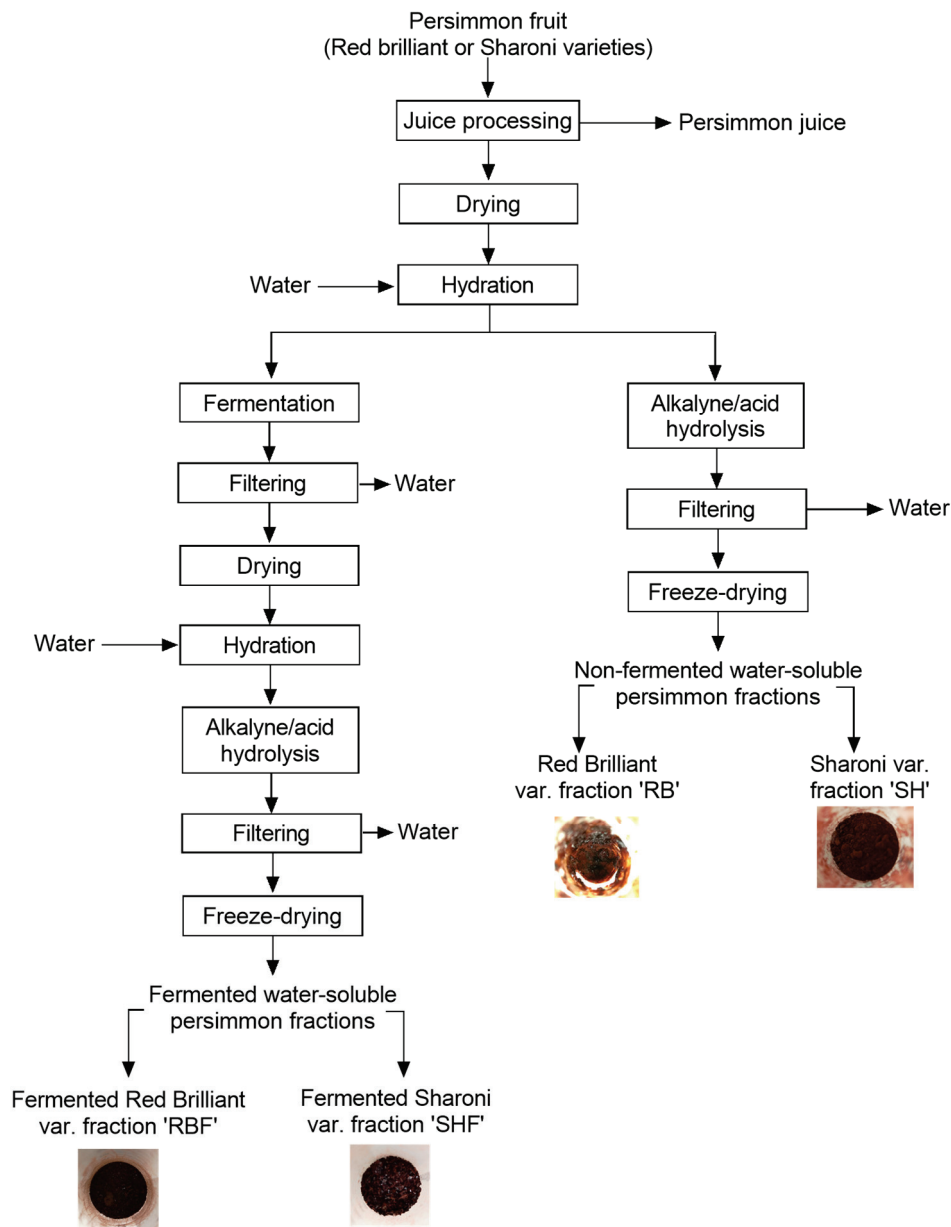 Persimmon fruit
(Red brilliant or Sharoni varieties)
Juice processing
Persimmon juice
Drying
Water
Hydration
Fermentation
Filtering
Water
Drying
Water
Hydration
Alkalyne/acid
hydrolysis
Filtering
Water
Freeze-drying
Fermented water-soluble
persimmon fractions
Fermented Red Brilliant
var. fraction 'RBF'
Fermented Sharoni
var. fraction 'SHF'
Alkalyne/acid
hydrolysis
Filtering
Water
Freeze-drying
Non-fermented water-soluble
persimmon fractions
Red Brilliant
var. fraction 'RB'
Sharoni var.
fraction 'SH'